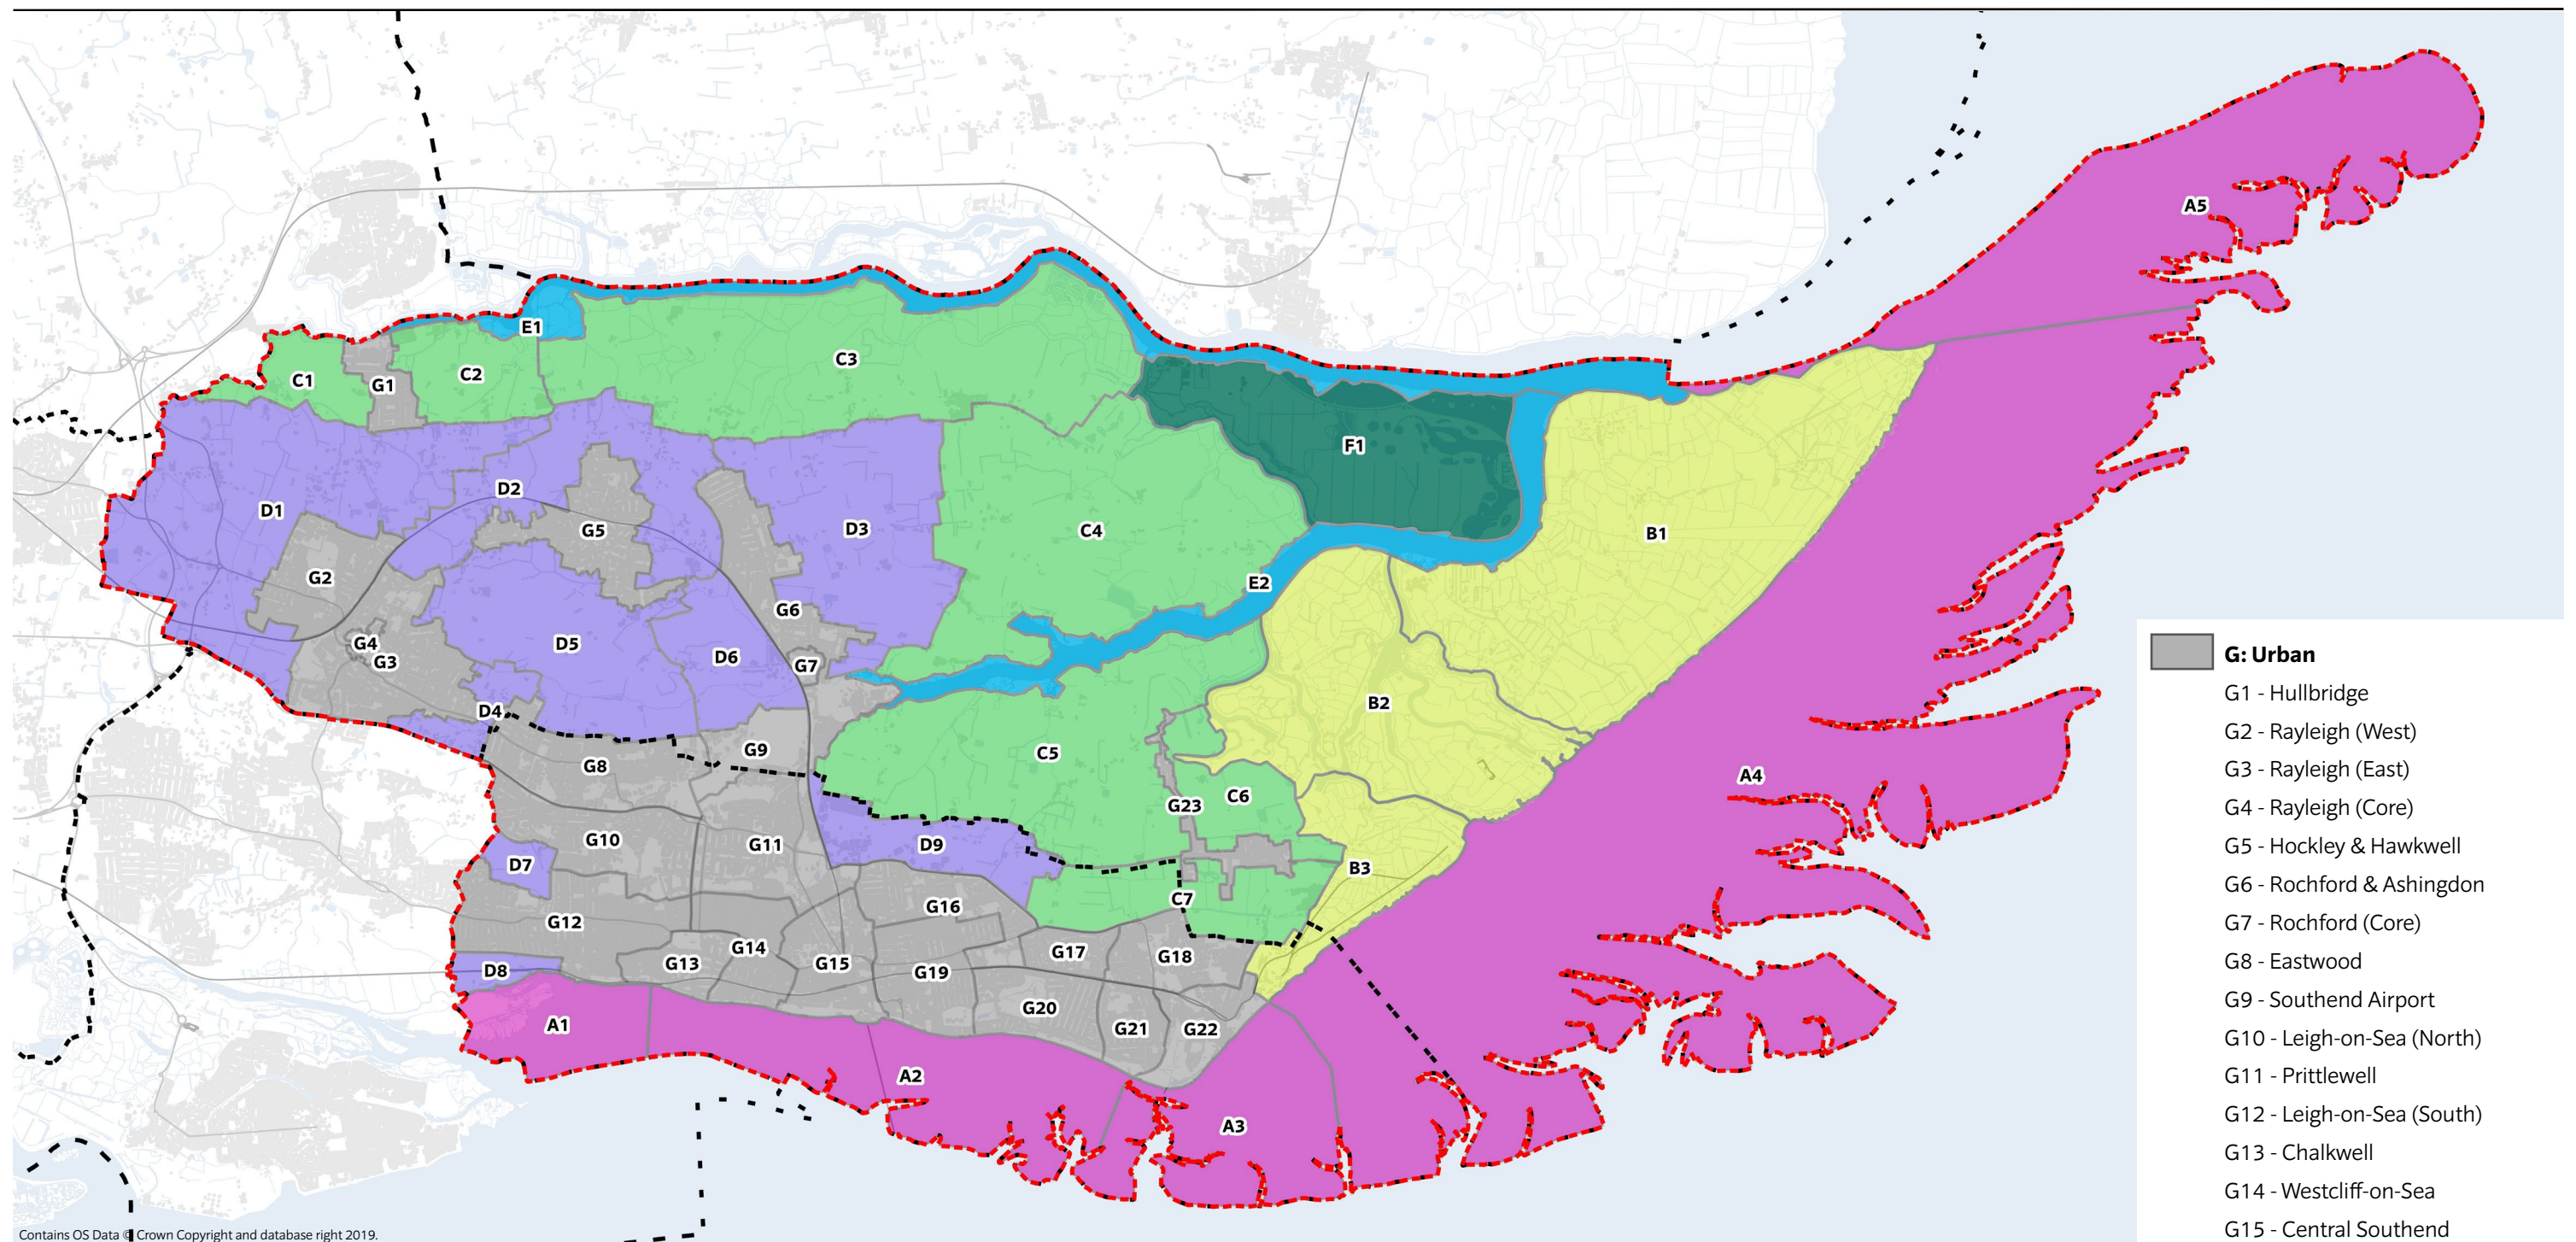 A5
E1
C3
C1
G1
C2
F1
D2
D1
G5
D3
C4
B1
G2
E2
G6
G4
G3
D5
D6
G7
D4
B2
G9
C5
G8
A4
C6
G23
G10
G11
D9
D7
B3
C7
G16
G12
G14
G17
G18
G13
G15
G19
D8
G20
A1
G21
G22
A2
A3
G: Urban
G1 - Hullbridge
G2 - Rayleigh (West)
G3 - Rayleigh (East)
G4 - Rayleigh (Core)
G5 - Hockley & Hawkwell
G6 - Rochford & Ashingdon
G7 - Rochford (Core)
G8 - Eastwood
G9 - Southend Airport
G10 - Leigh-on-Sea (North)
G11 - Prittlewell
G12 - Leigh-on-Sea (South)
G13 - Chalkwell
G14 - Westcliff-on-Sea
G15 - Central Southend
Contains OS Data © Crown Copyright and database right 2019.